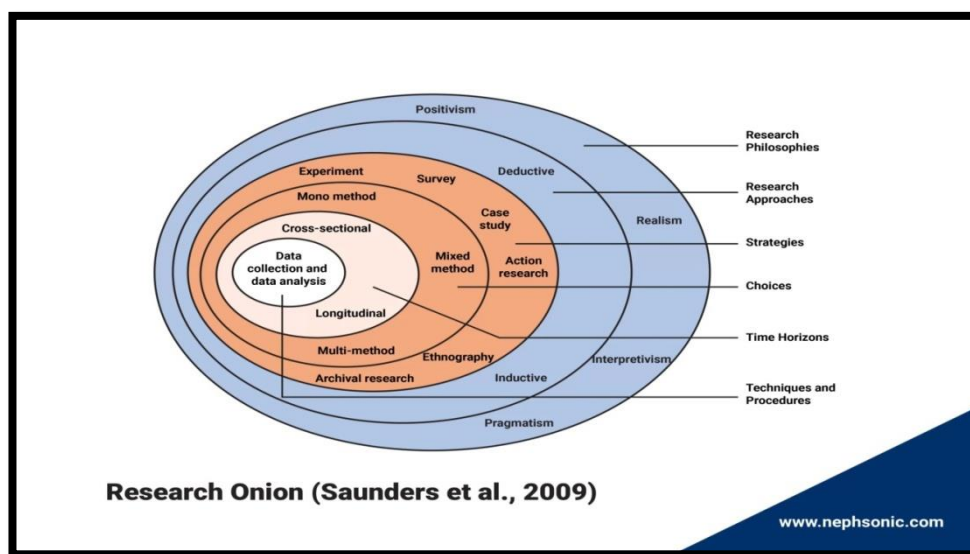 Positivism
Research
Philosophies
Experiment
Survey
Deductive
Research
Approaches
Mono method
Case
study
Realism
Cross-sectional
Strategies
Data
collection and
data analysis
Mixed
method
Action
research
Choices
Longitudinal
Time Horizons
Multi-method
Ethnography
Interpretivism
Archival research
Inductive
Techniques and
Procedures
Pragmatism
Research Onion (Saunders et al., 2009)
www.nephsonic.com